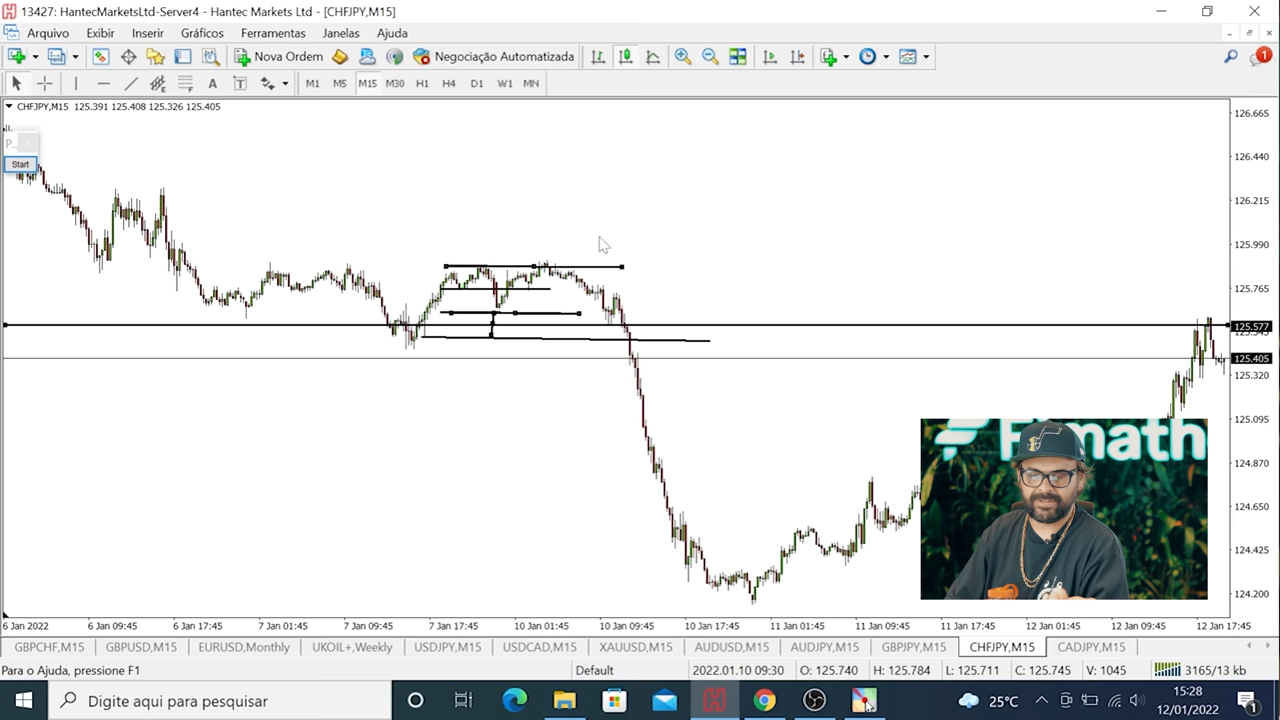 13427: HantecMarketsLtd-Server4 - Hantec Markets Ltd - [CHFJPY,M15]
Arquivo Exibir Inserir Gráficos Ferramentas Janelas Ajuda
Nova Ordem Negociação Automatizada 1
A T M1 M5 M15 M30 H1 H4 D1 W1 MN
CHFJPY,M15 125.391 125.408 125.326 125.405
126.665
P...
Start
126.440
126.215
125.990
125.765
125.577
125.405
125.320
125.095
124.870
124.650
124.425
124.200
6 Jan 2022 6 Jan 09:45 6 Jan 17:45 7 Jan 01:45 7 Jan 09:45 7 Jan 17:45 10 Jan 01:45 10 Jan 09:45 10 Jan 17:45 11 Jan 01:45 11 Jan 09:45 11 Jan 17:45 12 Jan 01:45 12 Jan 09:45 12 Jan 17:45
GBPCHF,M15 GBPUSD,M15 EURUSD,Monthly UKOIL+,Weekly USDJPY,M15 USDCAD,M15 XAUUSD,M15 AUDUSD,M15 AUDJPY,M15 GBPJPY,M15 CHFJPY,M15 CADJPY,M15
Para o Ajuda, pressione F1 Default 2022.01.10 09:30 O: 125.740 H: 125.784 L: 125.711 C: 125.745 V: 1045 3165/13 kb
Digite aqui para pesquisar 25°C 15:28
12/01/2022 1